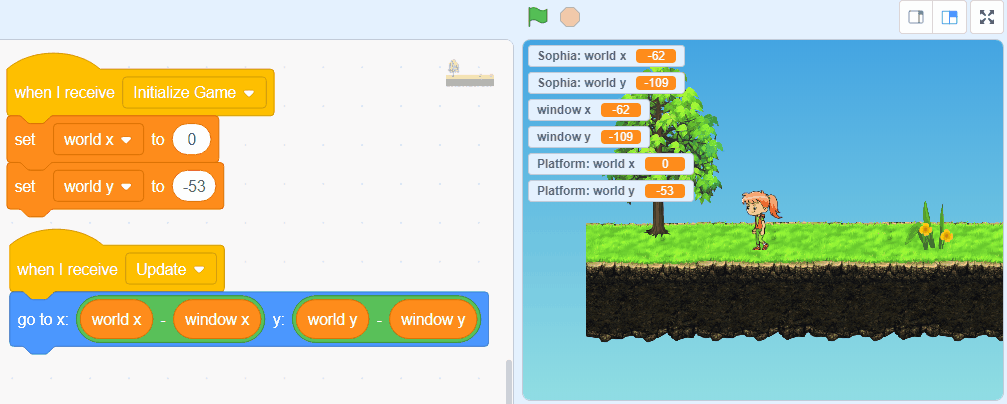 when I receive Initialize Game
set world x to 0
set world y to -53
when I receive Update
go to x: world x - window x y: world y - window y
Sophia: world x -62
Sophia: world y -109
window x -62
window y -109
Platform: world x 0
Platform: world y -53